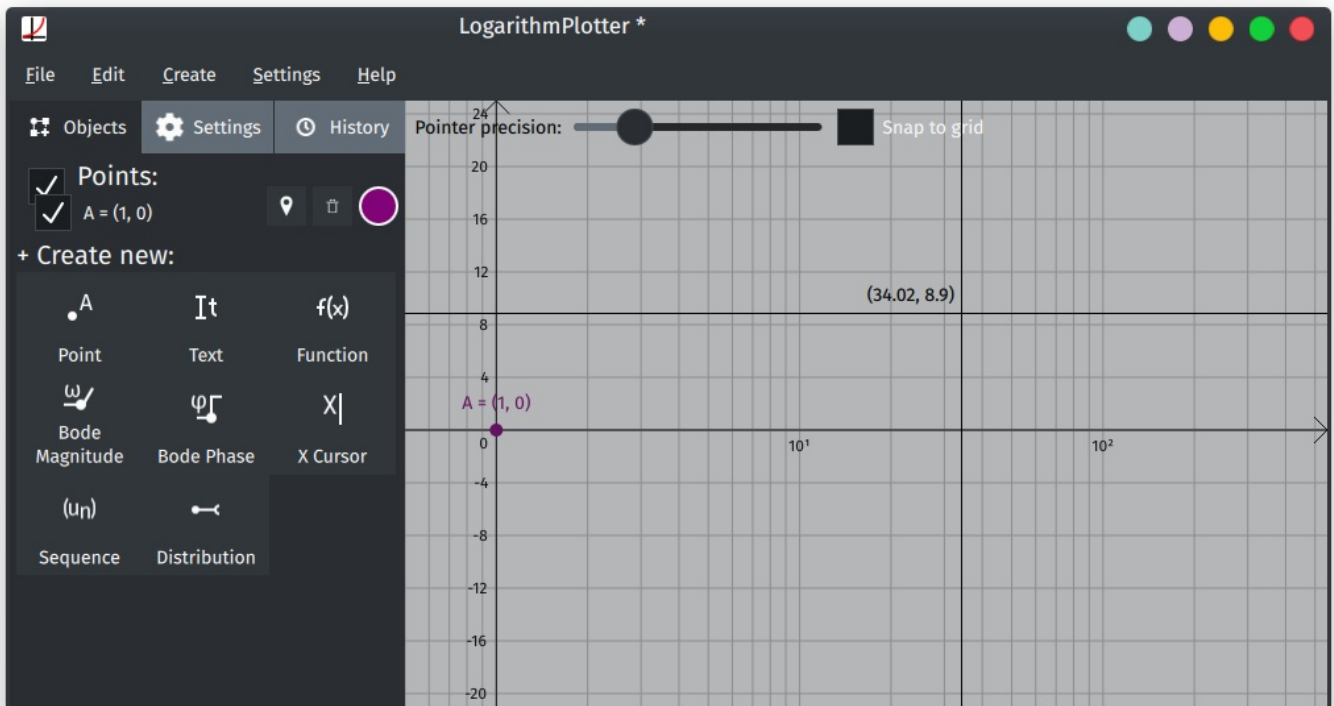 LogarithmPlotter *
File Edit Create Settings Help
Objects Settings History
Points:
A = (1, 0)
+ Create new:
A
Point
It
Text
f(x)
Function
ω
Bode
Magnitude
φ
Bode Phase
X|
X Cursor
(un)
Sequence
Distribution
Pointer precision:
Snap to grid
24
20
16
12
8
4
0
-4
-8
-12
-16
-20
(34.02, 8.9)
A = (1, 0)
10¹
10²